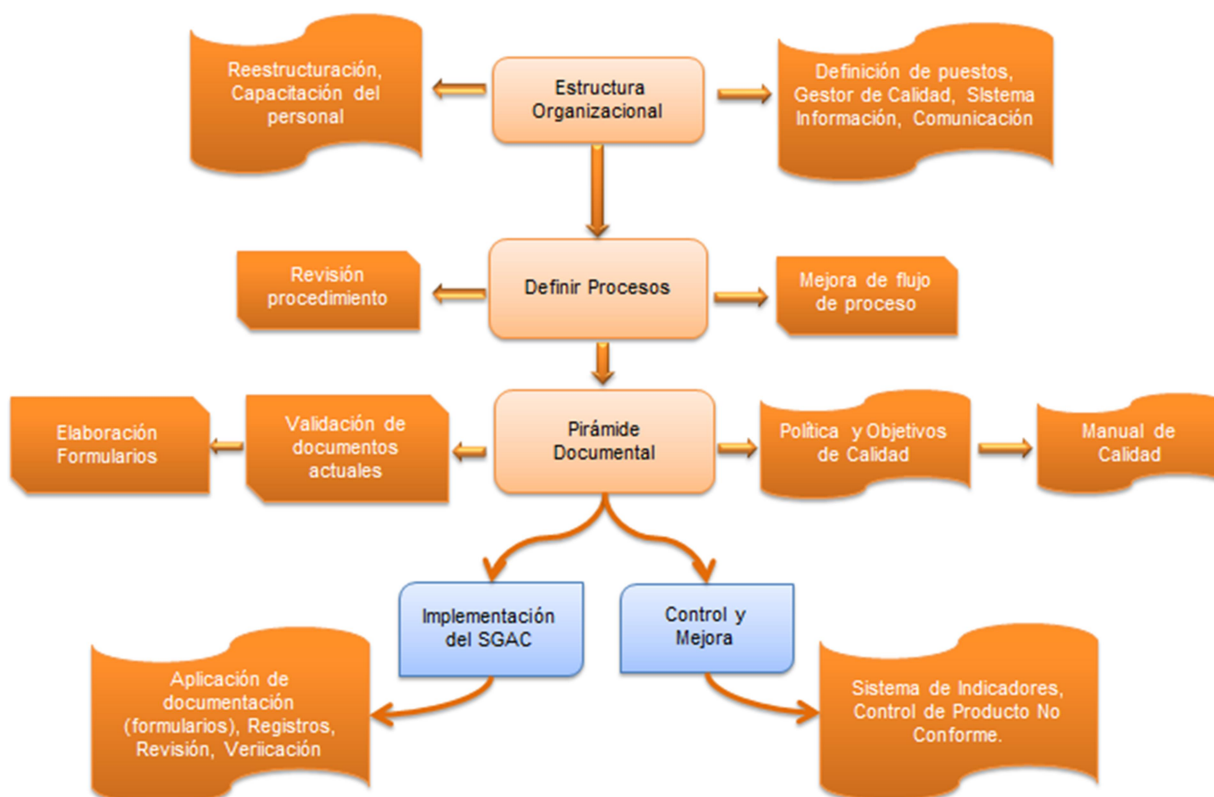 Reestructuración,
Capacitación del
personal
Estructura
Organizacional
Definición de puestos,
Gestor de Calidad, SIstema
Información, Comunicación
Revisión
procedimiento
Definir Procesos
Mejora de flujo
de proceso
Elaboración
Formularios
Validación de
documentos
actuales
Pirámide
Documental
Política y Objetivos
de Calidad
Manual de
Calidad
Implementación
del SGAC
Control y
Mejora
Aplicación de
documentación
(formularios), Registros,
Revisión, Veriicación
Sistema de Indicadores,
Control de Producto No
Conforme.